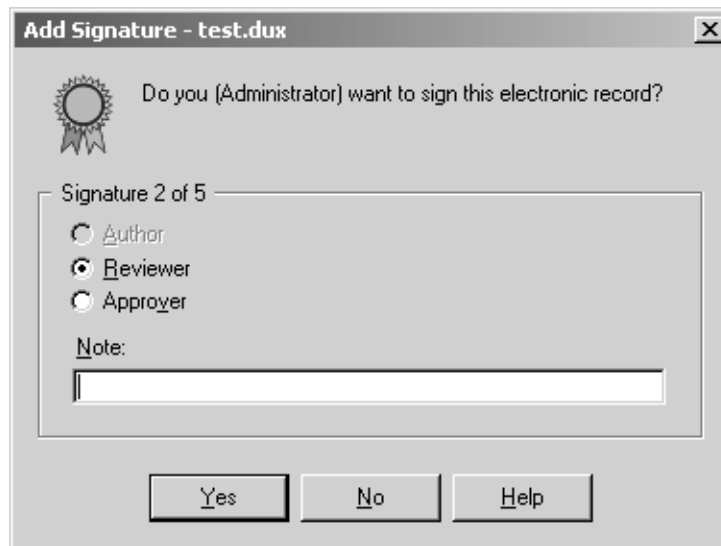 Add Signature - test.dux
Do you (Administrator) want to sign this electronic record?
Signature 2 of 5
Author
Reviewer
Approver
Note:
Yes No Help